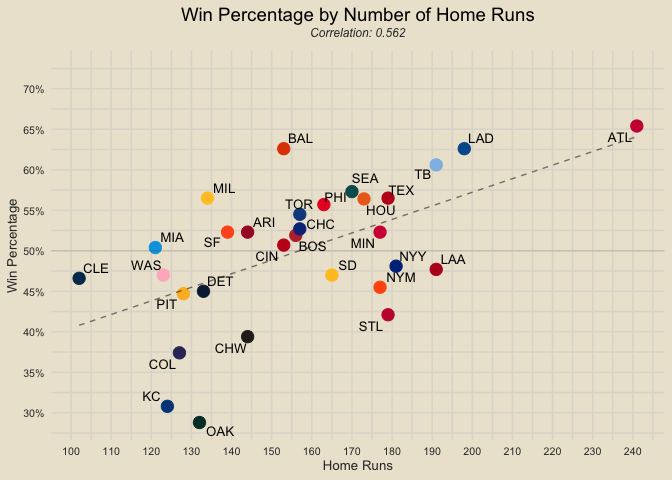 Win Percentage by Number of Home Runs
Correlation: 0.562
70%
65%
60%
55%
50%
45%
40%
35%
30%
Win Percentage
BAL
LAD
ATL
TB
SEA
MIL
PHI
TEX
TOR
HOU
ARI
CHC
SF
MIA
BOS
MIN
CIN
WAS
CLE
SD
NYY
LAA
NYM
DET
PIT
STL
CHW
COL
KC
OAK
100 110 120 130 140 150 160 170 180 190 200 210 220 230 240
Home Runs